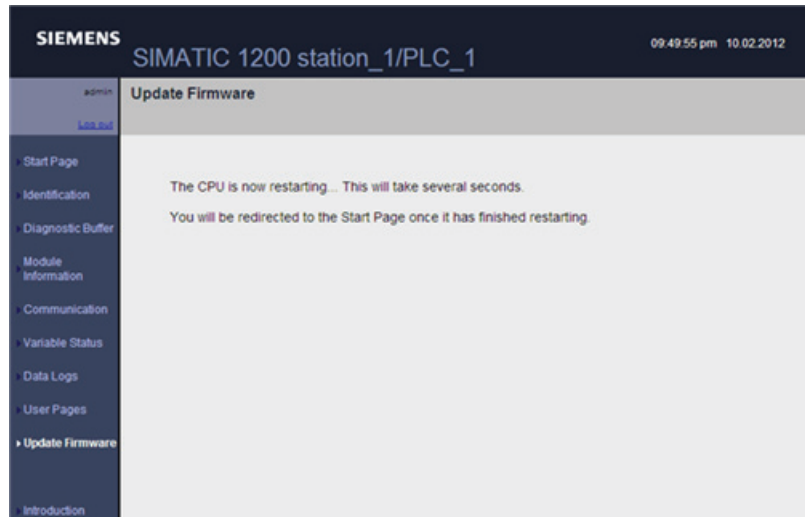 SIEMENS
SIMATIC 1200 station_1/PLC_1
09:49:55 pm 10.02.2012
admin
Log out
Update Firmware
Start Page
Identification
Diagnostic Buffer
Module
Information
Communication
Variable Status
Data Logs
User Pages
Update Firmware
Introduction
The CPU is now restarting... This will take several seconds.
You will be redirected to the Start Page once it has finished restarting.